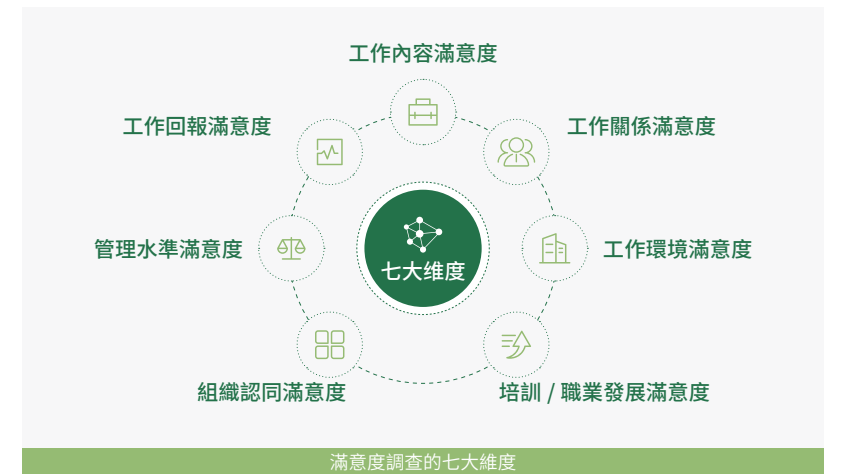 工作內容滿意度
工作回報滿意度
工作關係滿意度
管理水準滿意度
七大维度
工作環境滿意度
組織認同滿意度
培訓 / 職業發展滿意度
滿意度調查的七大維度